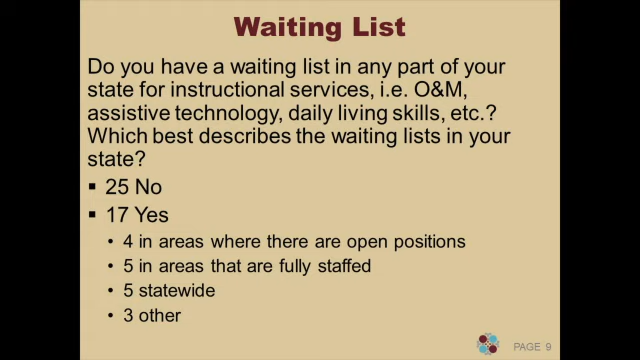 Waiting List
Do you have a waiting list in any part of your
state for instructional services, i.e. O&M,
assistive technology, daily living skills, etc.?
Which best describes the waiting lists in your
state?
▪ 25 No
▪ 17 Yes
• 4 in areas where there are open positions
• 5 in areas that are fully staffed
• 5 statewide
• 3 other
PAGE 9